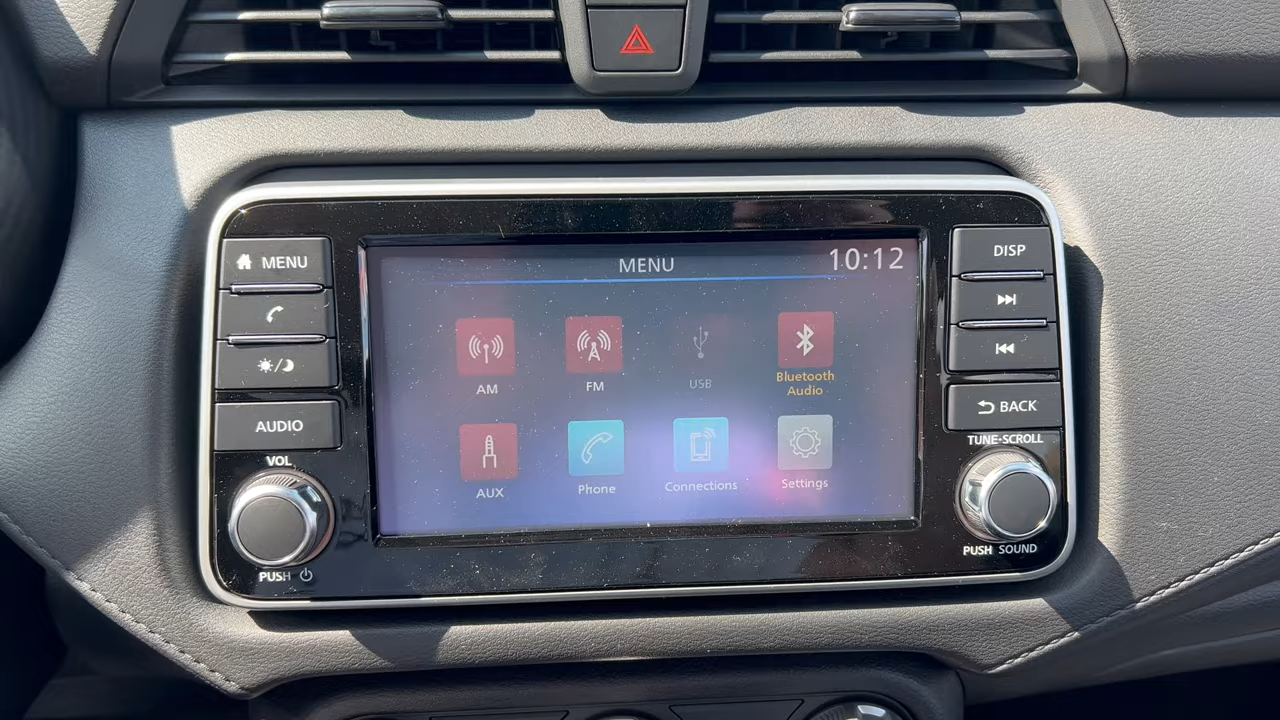 MENU
AUDIO
VOL
PUSH
MENU
10:12
AM
FM
USB
Bluetooth
Audio
AUX
Phone
Connections
Settings
DISP
BACK
TUNE·SCROLL
PUSH SOUND